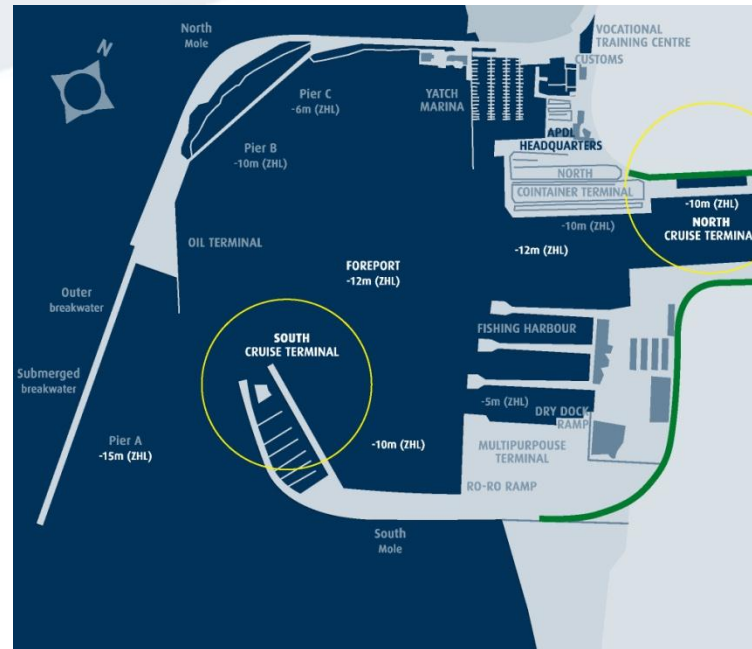 N
North
Mole
VOCATIONAL
TRAINING CENTRE
CUSTOMS
Pier C
-6m (ZHL)
YATCH
MARINA
Pier B
-10m (ZHL)
APDL
HEADQUARTERS
NORTH
COINTAINER TERMINAL
-10m (ZHL)
-10m (ZHL)
NORTH
CRUISE TERMINA
OIL TERMINAL
-12m (ZHL)
FOREPORT
-12m (ZHL)
Outer
breakwater
SOUTH
CRUISE TERMINAL
FISHING HARBOUR
Submerged
breakwater
-5m (ZHL)
DRY DOCK
RAMP
Pier A
-15m (ZHL)
-10m (ZHL)
MULTIPURPOUSE
TERMINAL
RO-RO RAMP
South
Mole